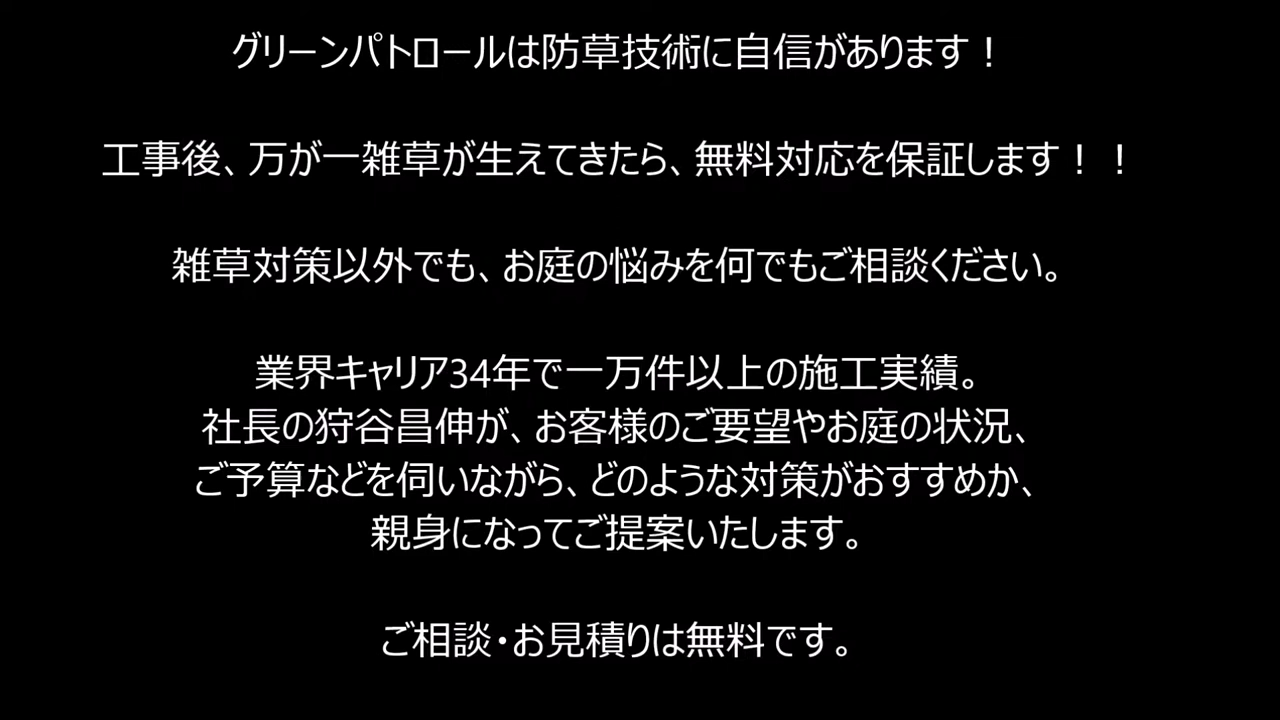 グリーンパトロールは防草技術に自信があります！
工事後、万が一雑草が生えてきたら、無料対応を保証します！！
雑草対策以外でも、お庭の悩みを何でもご相談ください。
業界キャリア34年で一万件以上の施工実績。
社長の狩谷昌伸が、お客様のご要望やお庭の状況、
ご予算などを伺いながら、どのような対策がおすすめか、
親身になってご提案いたします。
ご相談・お見積りは無料です。